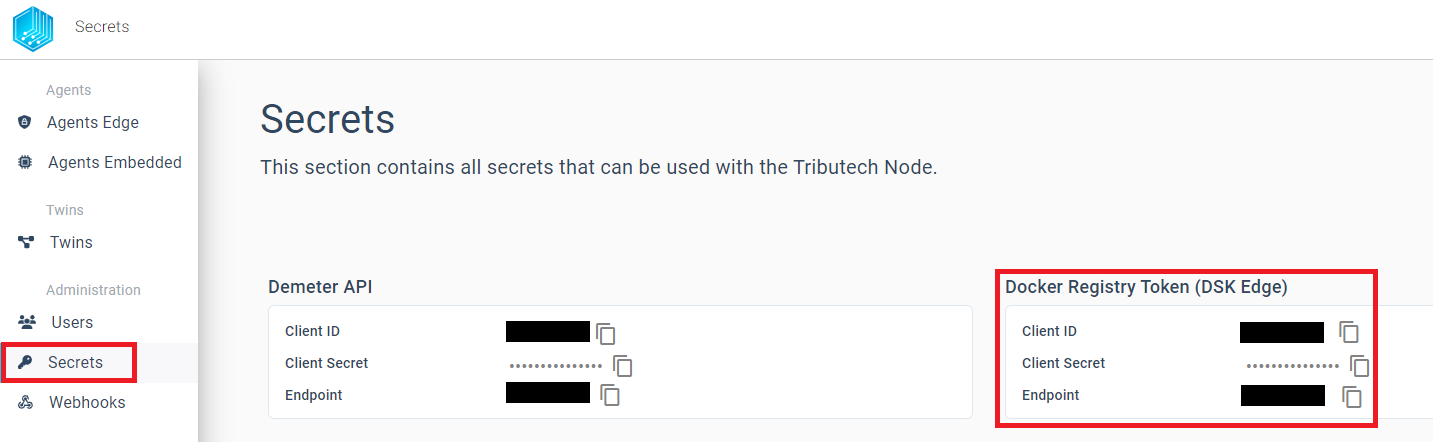 Secrets
Agents
Agents Edge
Agents Embedded
Twins
Twins
Administration
Users
Secrets
Webhooks
Secrets
This section contains all secrets that can be used with the Tributech Node.
Demeter API
Client ID
Client Secret •••••••••••••••
Endpoint
Docker Registry Token (DSK Edge)
Client ID
Client Secret •••••••••••••••
Endpoint